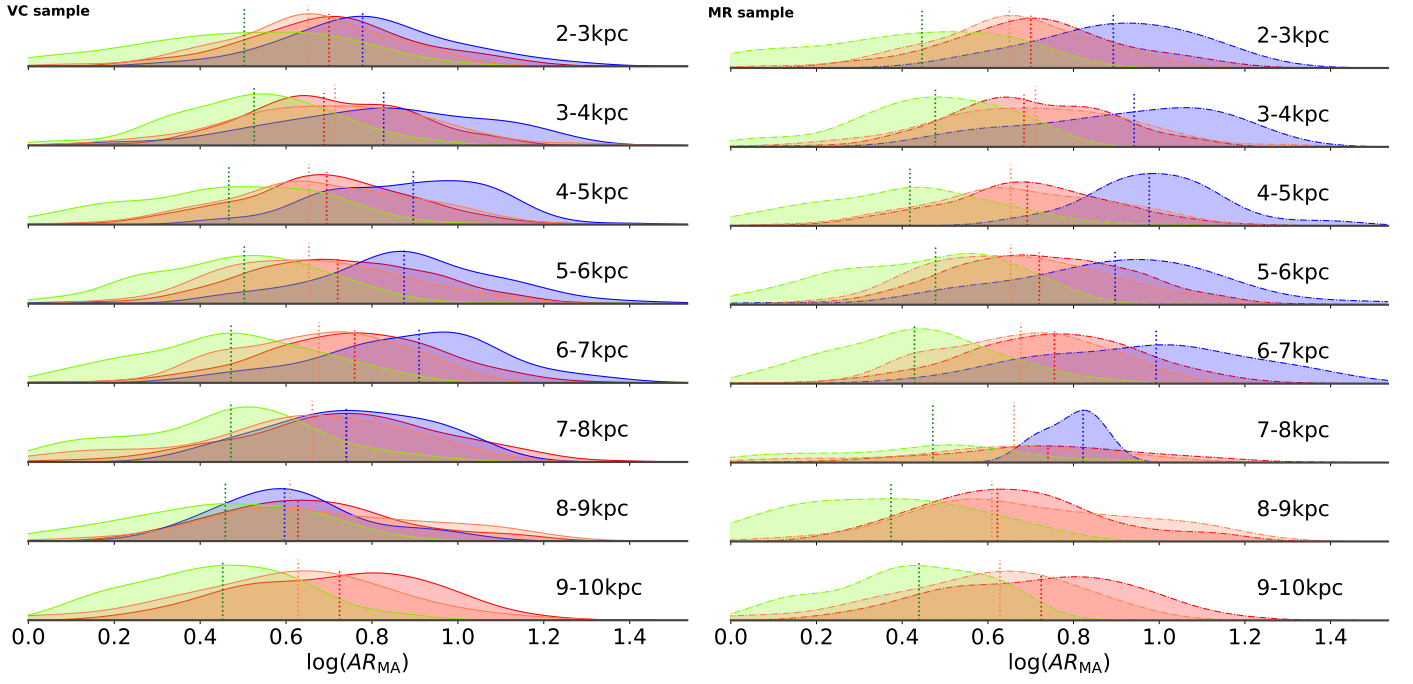 VC sample
2-3kpc
3-4kpc
4-5kpc
5-6kpc
6-7kpc
7-8kpc
8-9kpc
9-10kpc
0.0 0.2 0.4 0.6 0.8 1.0 1.2 1.4
log(AR_MA)
MR sample
2-3kpc
3-4kpc
4-5kpc
5-6kpc
6-7kpc
7-8kpc
8-9kpc
9-10kpc
0.0 0.2 0.4 0.6 0.8 1.0 1.2 1.4
log(AR_MA)